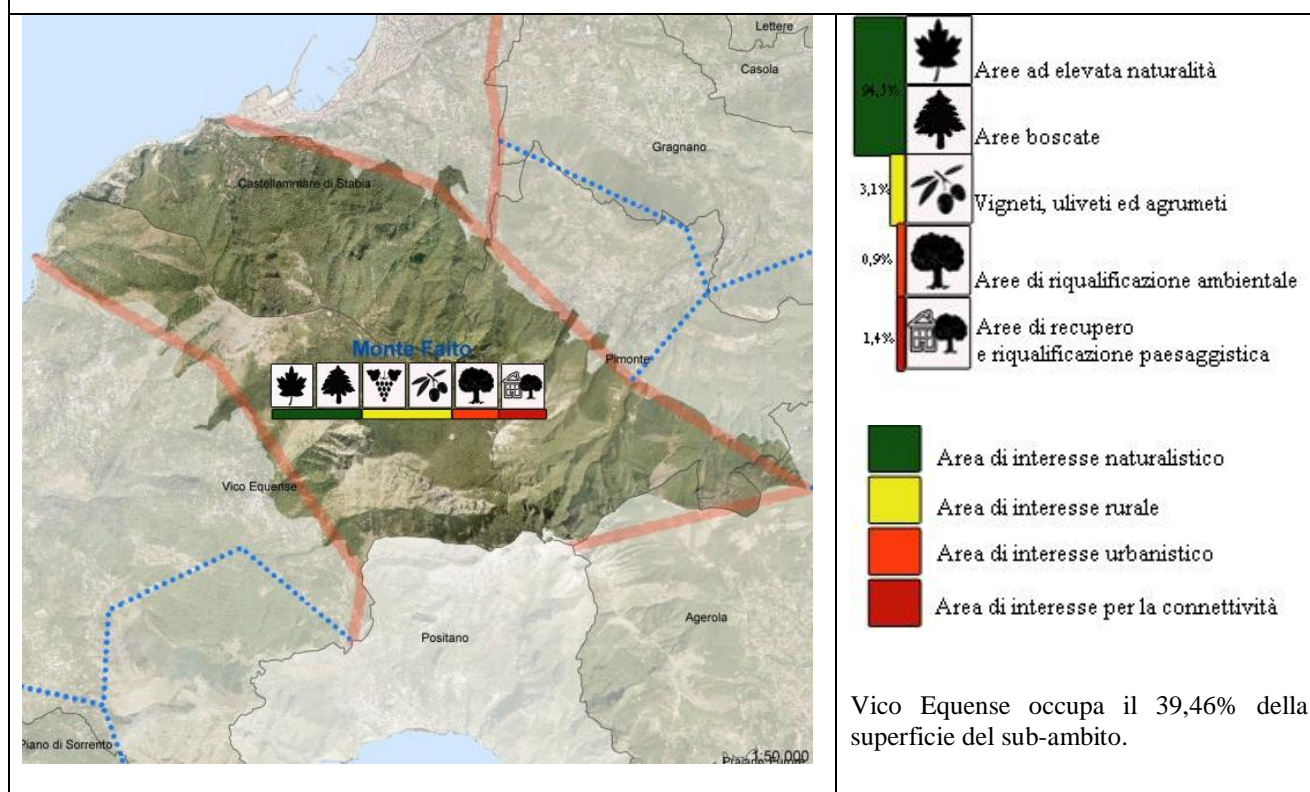 Lettere
Casola
Gragnano
Castellammare di Stabia
Monte Faito
Pimonte
Vico Equense
Agerola
Positano
Piano di Sorrento
1:50.000
94,3%
Aree ad elevata naturalità
Aree boscate
3,1%
Vigneti, uliveti ed agrumeti
0,9%
Aree di riqualificazione ambientale
1,4%
Aree di recupero
e riqualificazione paesaggistica
Area di interesse naturalistico
Area di interesse rurale
Area di interesse urbanistico
Area di interesse per la connettività
Vico Equense occupa il 39,46% della
superficie del sub-ambito.